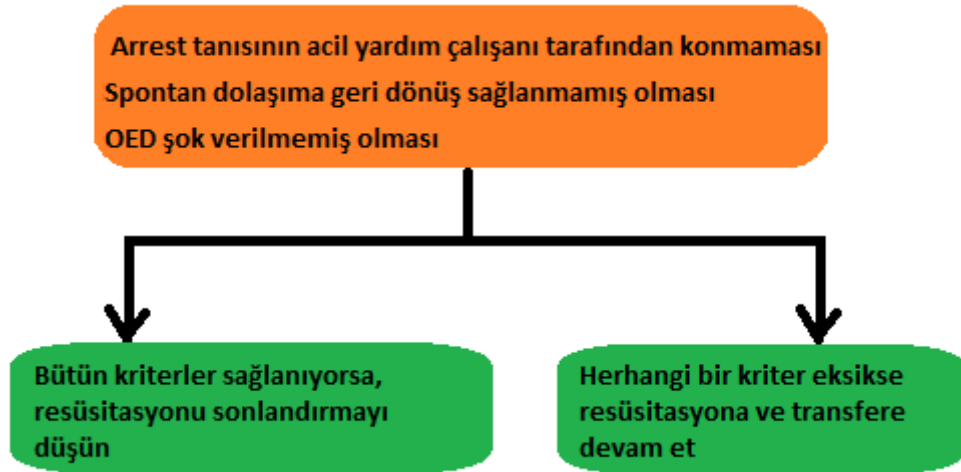 Arrest tanısının acil yardım çalışanı tarafından konmaması
Spontan dolaşıma geri dönüş sağlanmamış olması
OED şok verilmemiş olması
Bütün kriterler sağlanıyorsa,
resüsitasyonu sonlandırmayı
düşün
Herhangi bir kriter eksikse
resüsitasyona ve transfere
devam et